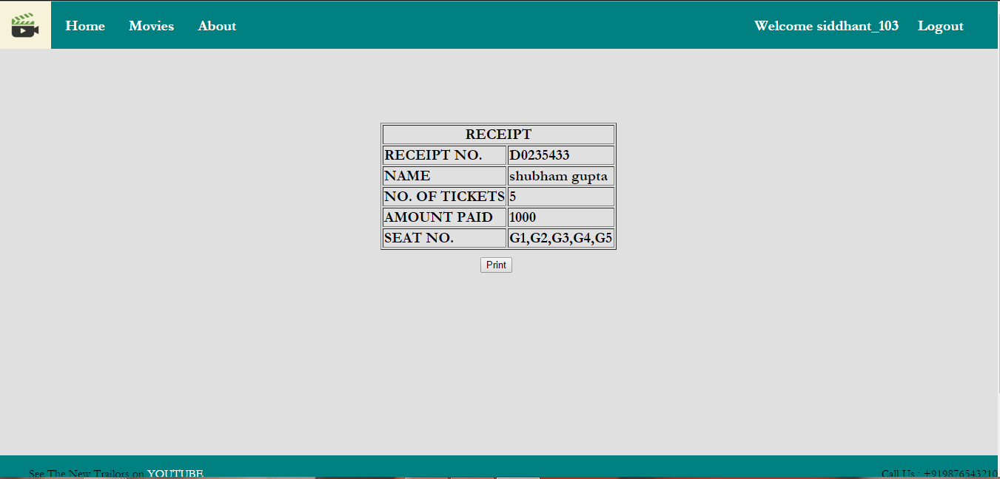 Home Movies About Welcome siddhant_103 Logout
RECEIPT
RECEIPT NO. D0235433
NAME shubham gupta
NO. OF TICKETS 5
AMOUNT PAID 1000
SEAT NO. G1,G2,G3,G4,G5
Print
See The New Trailors on YOUTUBE Call Us : +919876543210